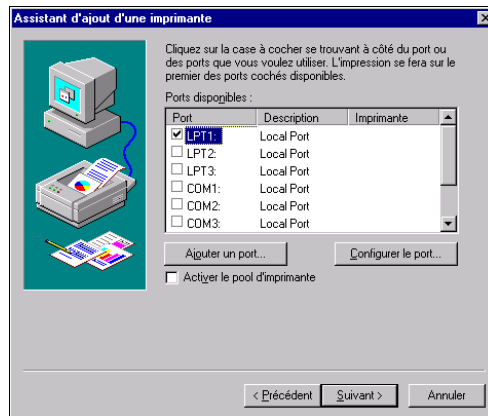 Assistant d'ajout d'une imprimante
Cliquez sur la case à cocher se trouvant à côté du port ou
des ports que vous voulez utiliser. L'impression se fera sur le
premier des ports cochés disponibles.
Ports disponibles :
Port Description Imprimante
LPT1: Local Port
LPT2: Local Port
LPT3: Local Port
COM1: Local Port
COM2: Local Port
COM3: Local Port
Ajouter un port... Configurer le port...
Activer le pool d'imprimante
< Précédent Suivant > Annuler